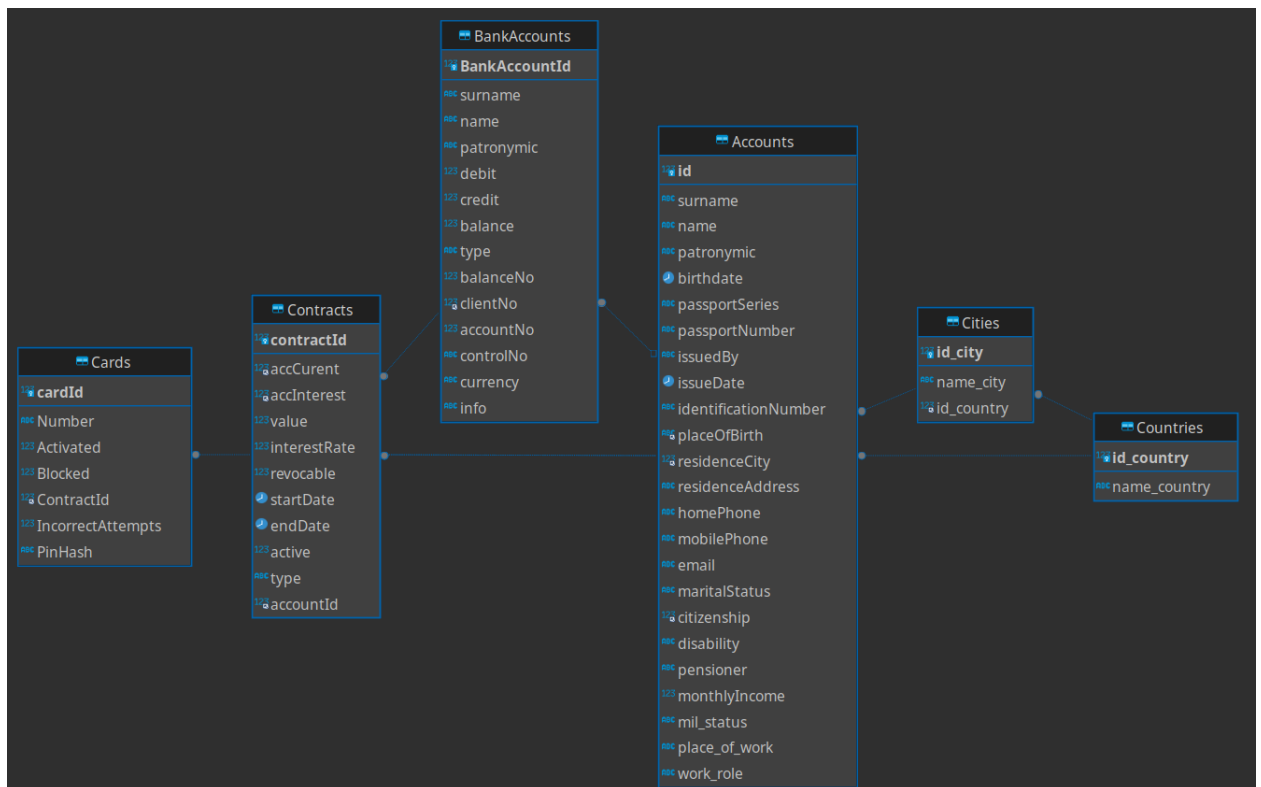 Cards
cardId
Number
Activated
Blocked
ContractId
IncorrectAttempts
PinHash
Contracts
contractId
accCurent
accInterest
value
interestRate
revocable
startDate
endDate
active
type
accountId
BankAccounts
BankAccountId
surname
name
patronymic
debit
credit
balance
type
balanceNo
clientNo
accountNo
controlNo
currency
info
Accounts
id
surname
name
patronymic
birthdate
passportSeries
passportNumber
issuedBy
issueDate
identificationNumber
placeOfBirth
residenceCity
residenceAddress
homePhone
mobilePhone
email
maritalStatus
citizenship
disability
pensioner
monthlyIncome
mil_status
place_of_work
work_role
Cities
id_city
name_city
id_country
Countries
id_country
name_country